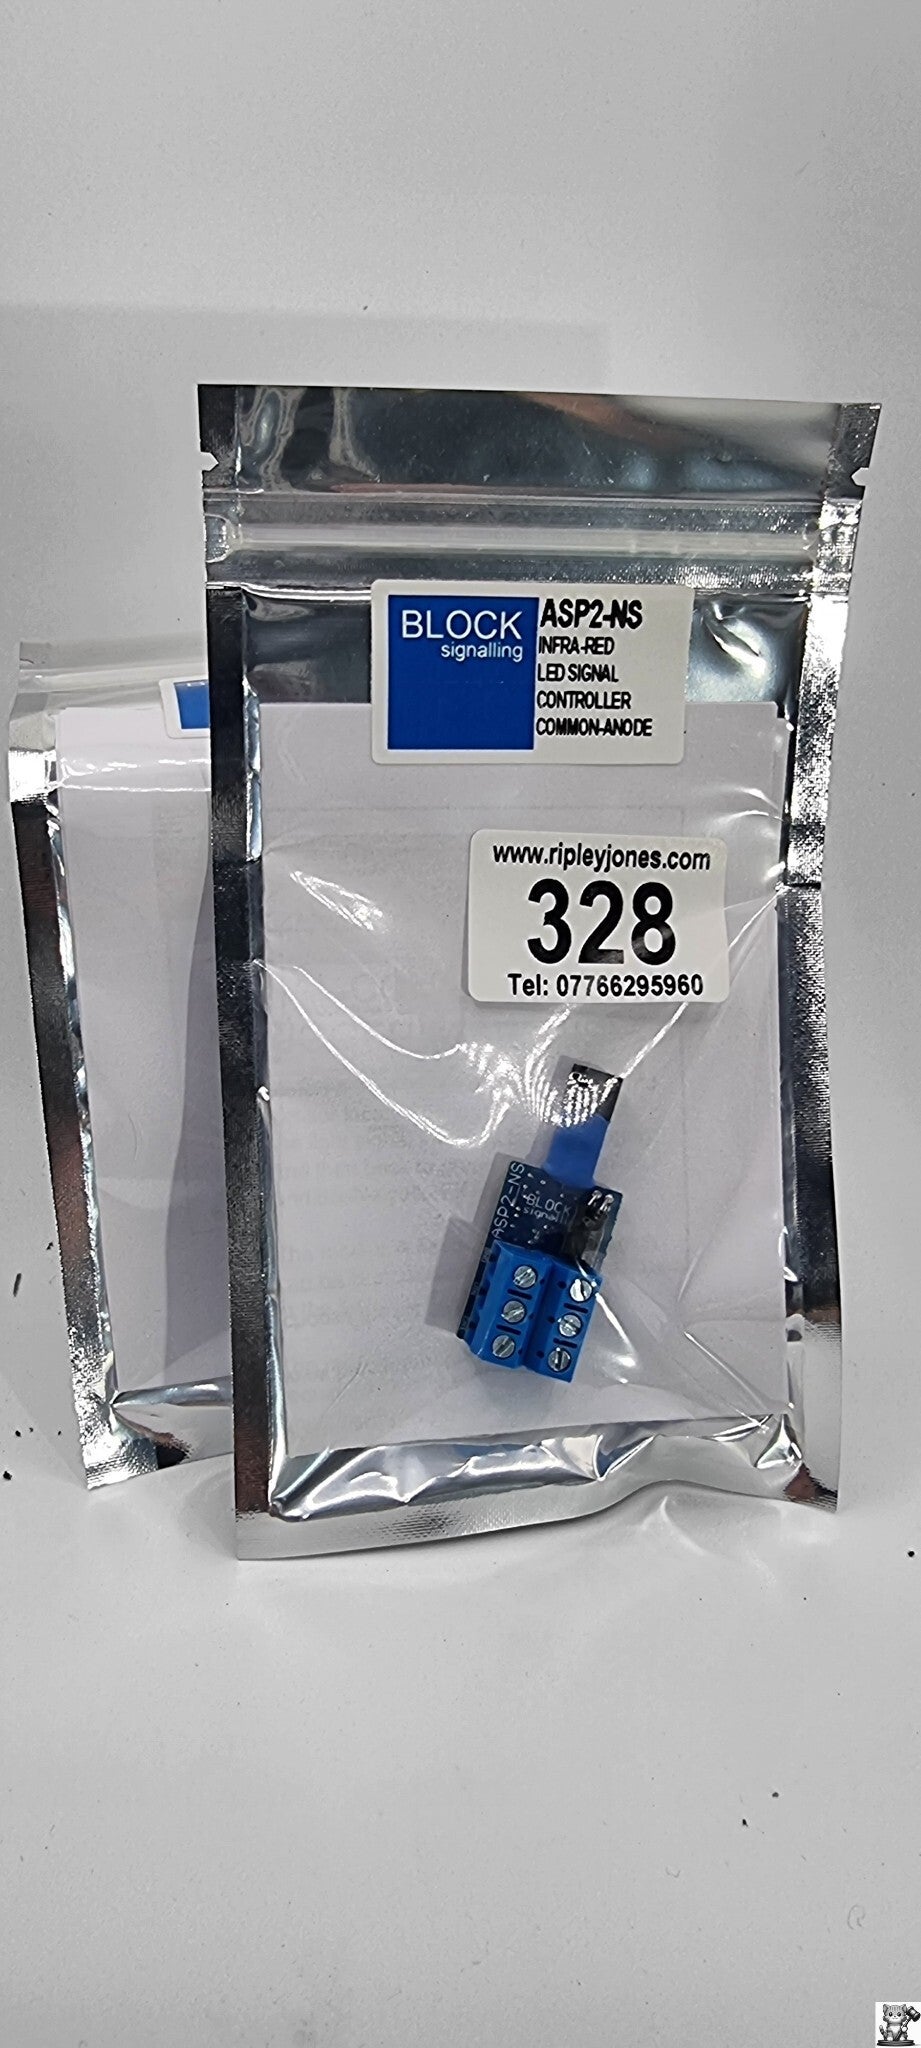 BLOCK
signalling
ASP2-NS
INFRA-RED
LED SIGNAL
CONTROLLER
COMMON-ANODE
www.ripleyjones.com
328
Tel: 07766295960
ASP2-NS
BLOCK